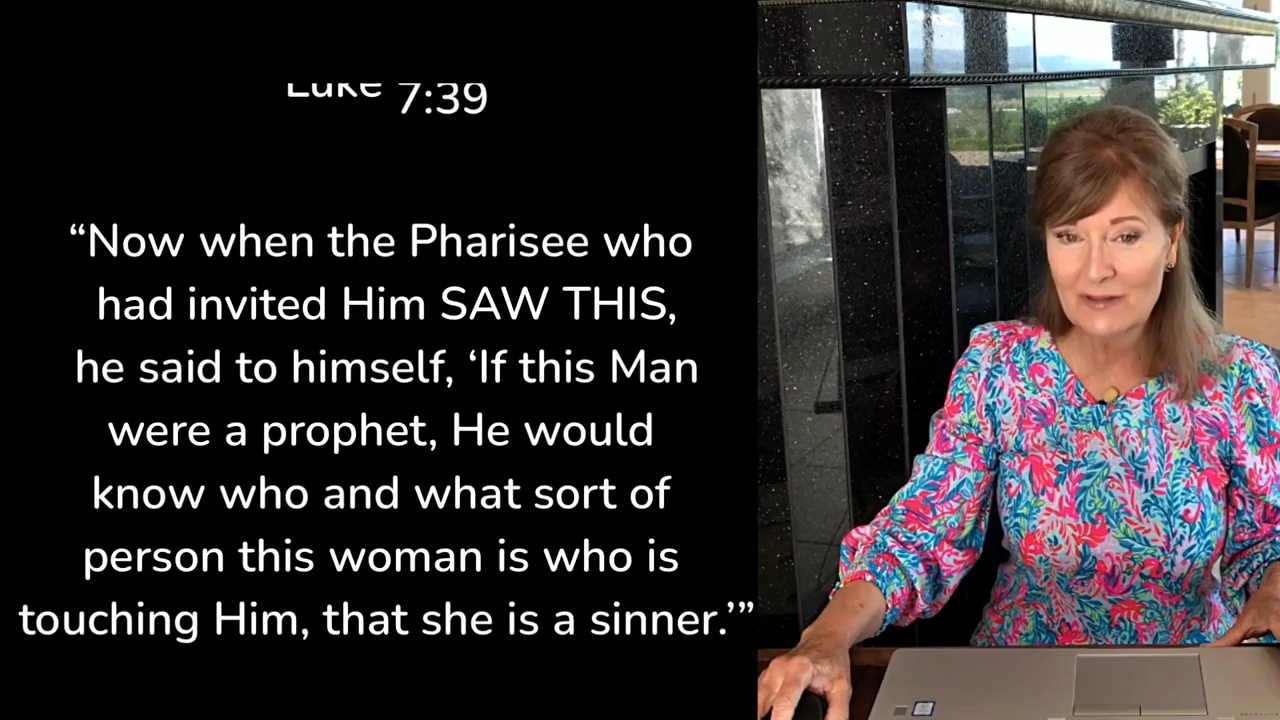 Luke 7:39
“Now when the Pharisee who
had invited Him SAW THIS,
he said to himself, ‘If this Man
were a prophet, He would
know who and what sort of
person this woman is who is
touching Him, that she is a sinner.’”